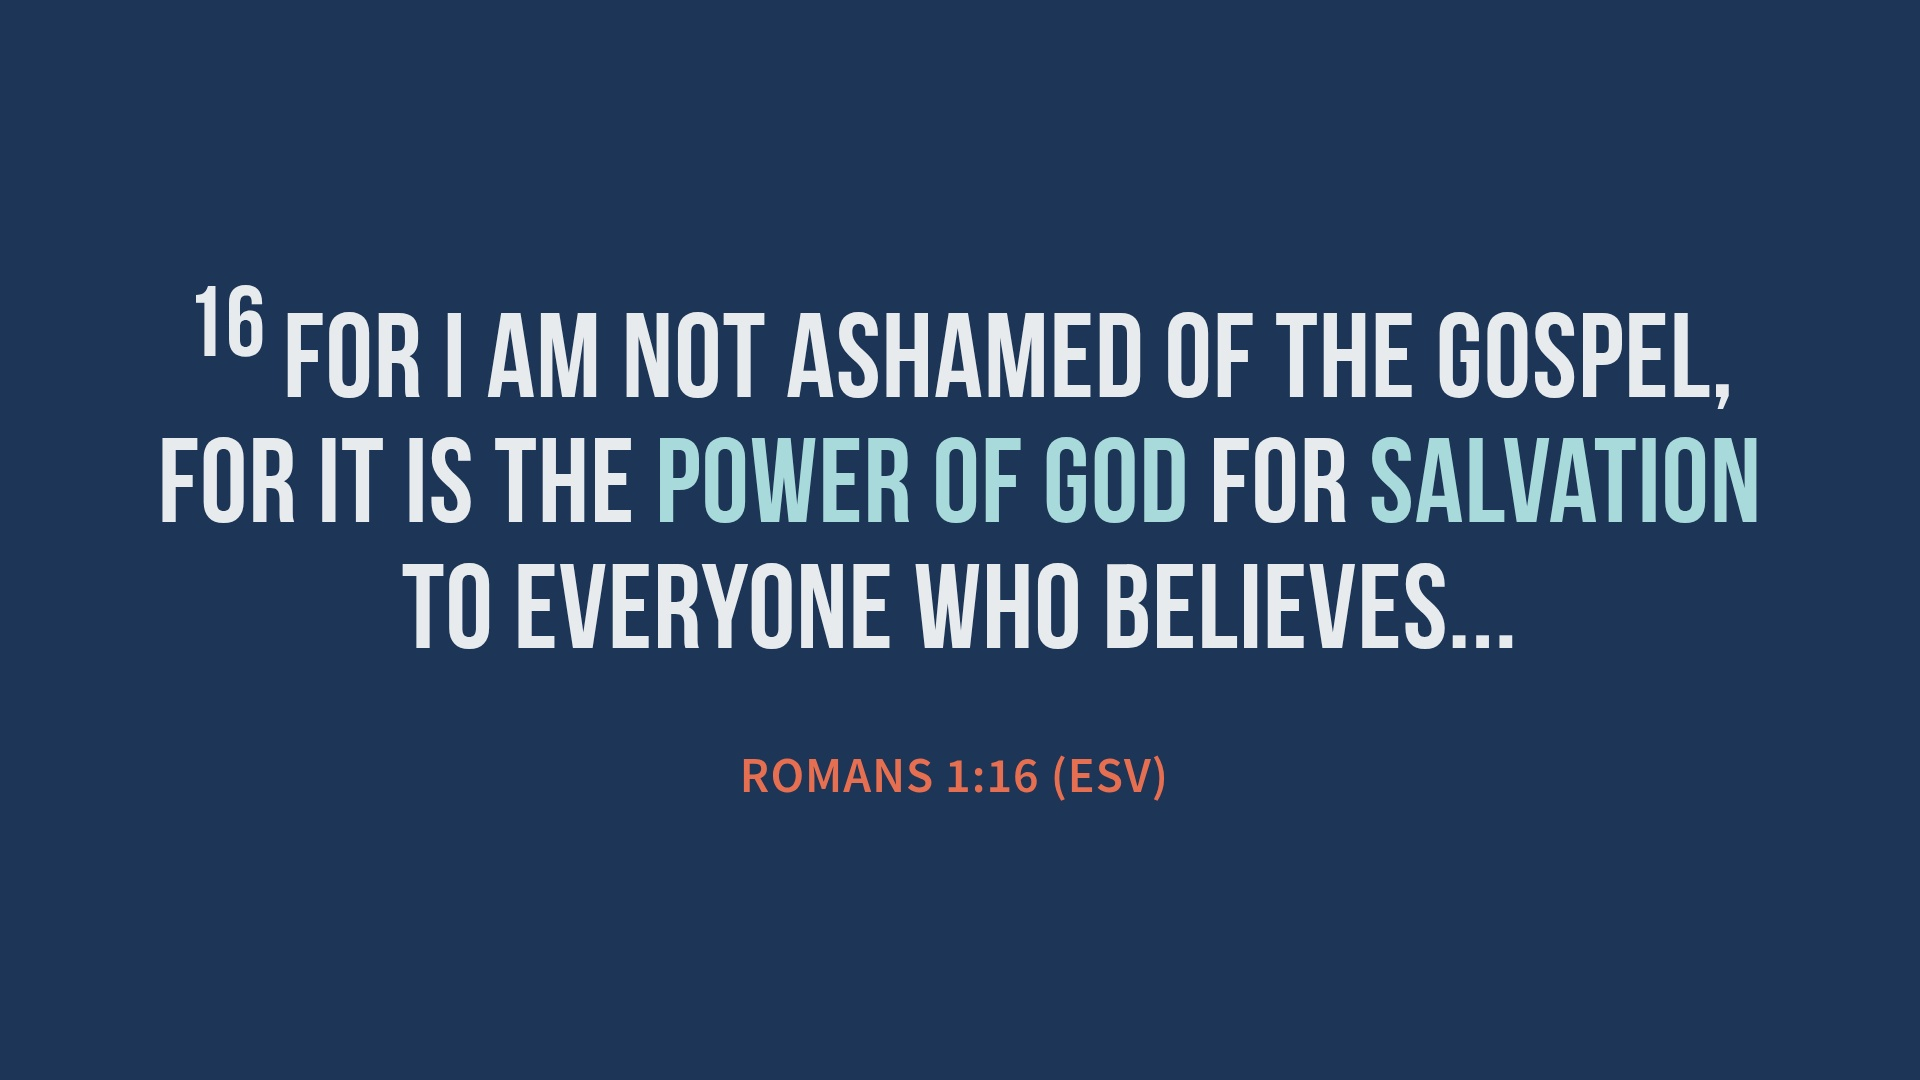 16 FOR I AM NOT ASHAMED OF THE GOSPEL,
FOR IT IS THE POWER OF GOD FOR SALVATION
TO EVERYONE WHO BELIEVES...
ROMANS 1:16 (ESV)